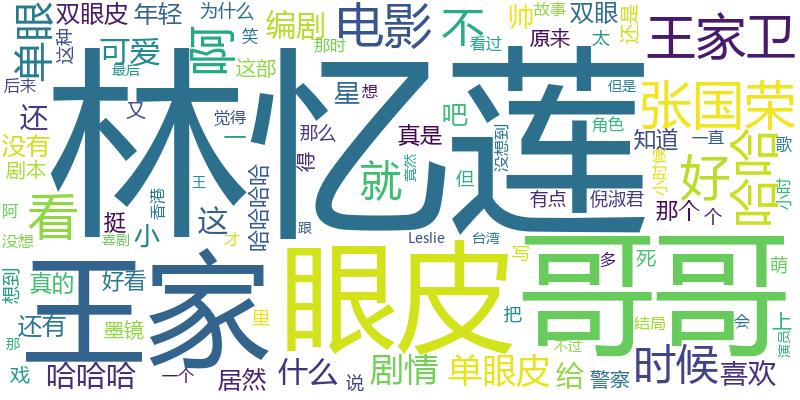 双眼皮
年轻
为什么
笑
编剧
电影
不
帅
故事
双眼
还是
单眼
这种
可爱
啊
这部
那时
看过
原来
太
王家卫
后来
最后
又
觉得
星
想
但是
张国荣
还
林忆莲
一
那么
吧
真是
没想到
角色
知道
一直
歌
没有
剧本
得
就
竟然
但
小时候
好
哈哈
看
挺
香港
王
哈哈哈哈
有点
倪淑君
那个
个
小时
阿
没想
喜剧
小
这
才
跟
Leslie
台湾
写
多
死
萌
想到
真的
好看
王家
里
眼皮
哥哥
还有
墨镜
把
结局
会
上
那
戏
哈哈哈
一个
居然
什么
说
剧情
单眼皮
给
不过
警察
时候
喜欢
演员